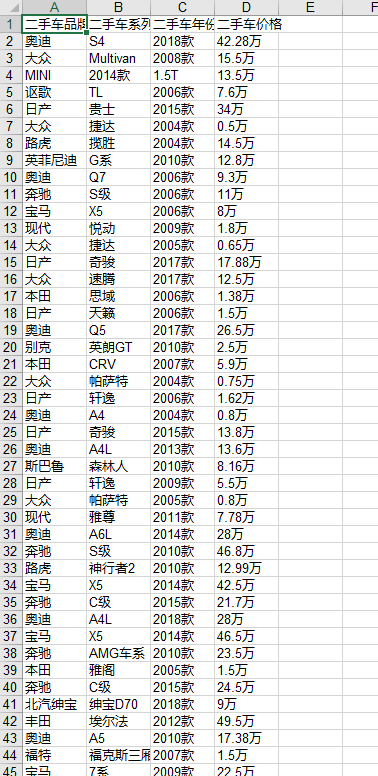 A B C D E F
1 二手车品牌 二手车系列 二手车年份 二手车价格
2 奥迪 S4 2018款 42.28万
3 大众 Multivan 2008款 15.5万
4 MINI 2014款 1.5T 13.5万
5 讴歌 TL 2006款 7.6万
6 日产 贵士 2015款 34万
7 大众 捷达 2004款 0.5万
8 路虎 揽胜 2004款 14.5万
9 英菲尼迪 G系 2010款 12.8万
10 奥迪 Q7 2006款 9.3万
11 奔驰 S级 2006款 11万
12 宝马 X5 2006款 8万
13 现代 悦动 2009款 1.8万
14 大众 捷达 2005款 0.65万
15 日产 奇骏 2017款 17.88万
16 大众 速腾 2017款 12.5万
17 本田 思域 2006款 1.38万
18 日产 天籁 2006款 1.5万
19 奥迪 Q5 2017款 26.5万
20 别克 英朗GT 2010款 2.5万
21 本田 CRV 2007款 5.9万
22 大众 帕萨特 2004款 0.75万
23 日产 轩逸 2006款 1.62万
24 奥迪 A4 2004款 0.8万
25 日产 奇骏 2015款 13.8万
26 奥迪 A4L 2013款 13.6万
27 斯巴鲁 森林人 2010款 8.16万
28 日产 轩逸 2009款 5.5万
29 大众 帕萨特 2005款 0.8万
30 现代 雅尊 2011款 7.78万
31 奥迪 A6L 2014款 28万
32 奔驰 S级 2010款 46.8万
33 路虎 神行者2 2010款 12.99万
34 宝马 X5 2014款 42.5万
35 奔驰 C级 2015款 21.7万
36 奥迪 A4L 2018款 28万
37 宝马 X5 2014款 46.5万
38 奔驰 AMG车系 2010款 23.5万
39 本田 雅阁 2005款 1.5万
40 奔驰 C级 2015款 24.5万
41 北汽绅宝 绅宝D70 2018款 9万
42 丰田 埃尔法 2012款 49.5万
43 奥迪 A5 2010款 17.38万
44 福特 福克斯三厢 2007款 1.5万
45 宝马 7系 2009款 22.5万